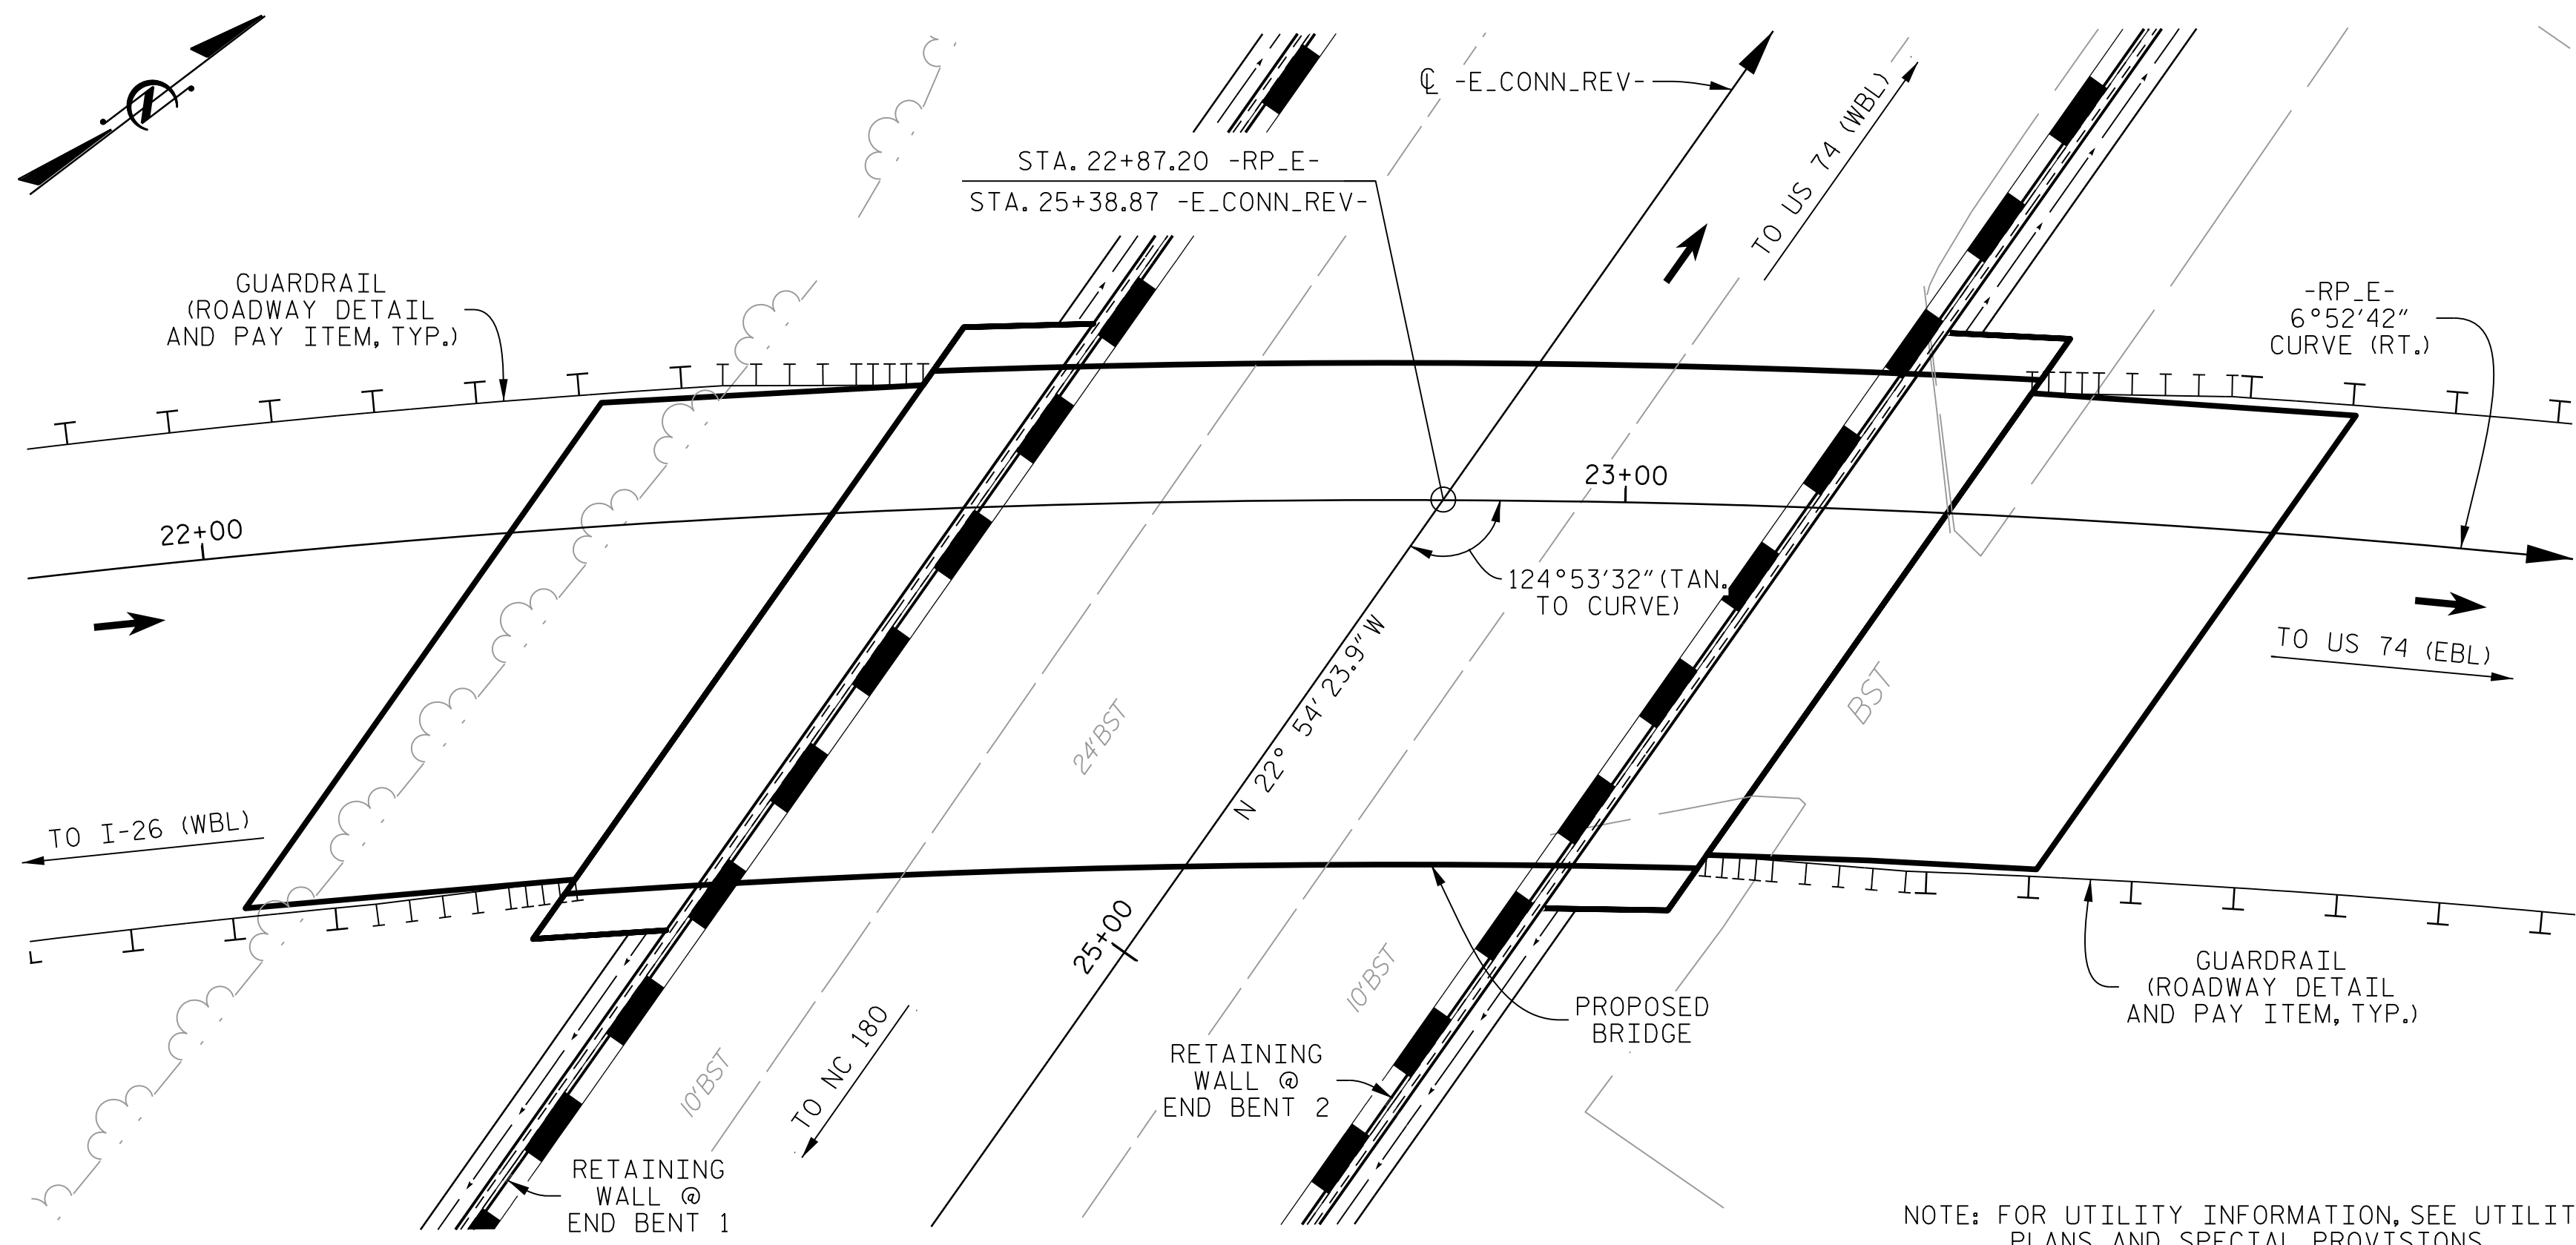 ℄ -E_CONN_REV-
TO US 74 (WBL)
STA. 22+87.20 -RP_E-
STA. 25+38.87 -E_CONN_REV-
GUARDRAIL
(ROADWAY DETAIL
AND PAY ITEM, TYP.)
-RP_E-
6°52'42"
CURVE (RT.)
22+00
23+00
124°53'32" (TAN.
TO CURVE)
N 22° 54' 23.9" W
TO US 74 (EBL)
24' BST
BST
TO I-26 (WBL)
25+00
10' BST
10' BST
TO NC 180
PROPOSED
BRIDGE
GUARDRAIL
(ROADWAY DETAIL
AND PAY ITEM, TYP.)
RETAINING
WALL @
END BENT 2
RETAINING
WALL @
END BENT 1
NOTE: FOR UTILITY INFORMATION, SEE UTILIT
PLANS AND SPECIAL PROVISIONS